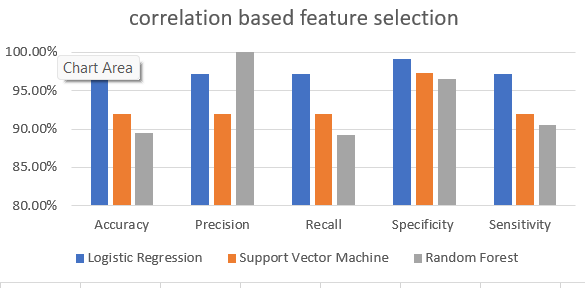 correlation based feature selection
100.00%
Chart Area
95.00%
90.00%
85.00%
80.00%
Accuracy Precision Recall Specificity Sensitivity
Logistic Regression Support Vector Machine Random Forest